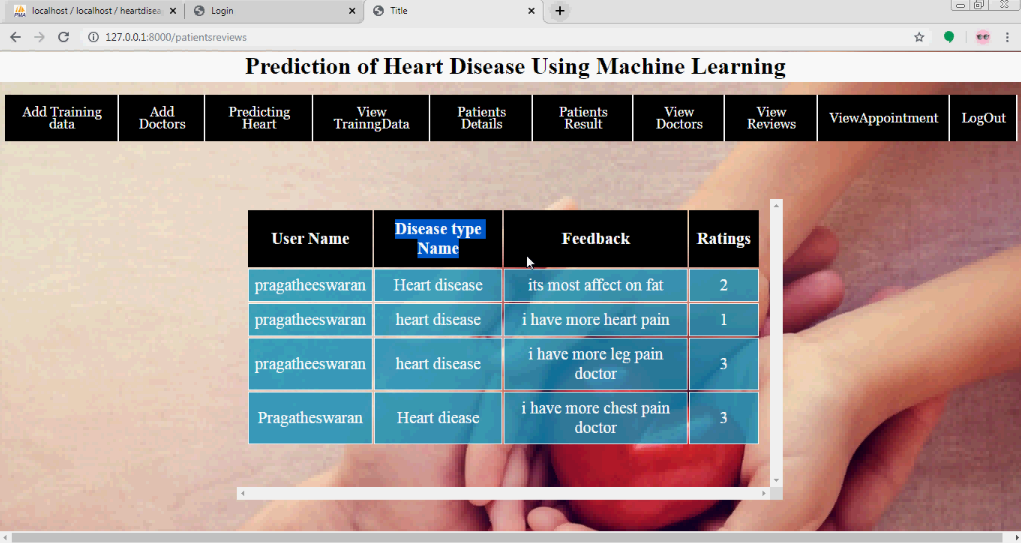 PMA
localhost / localhost / heartdisea
Login
Title
127.0.0.1:8000/patientsreviews
Prediction of Heart Disease Using Machine Learning
Add Training
data
Add
Doctors
Predicting
Heart
View
TrainngData
Patients
Details
Patients
Result
View
Doctors
View
Reviews
ViewAppointment
LogOut
User Name
Disease type
Name
Feedback
Ratings
pragatheeswaran Heart disease its most affect on fat 2
pragatheeswaran heart disease i have more heart pain 1
pragatheeswaran heart disease i have more leg pain
doctor
3
Pragatheswaran Heart diease i have more chest pain
doctor
3